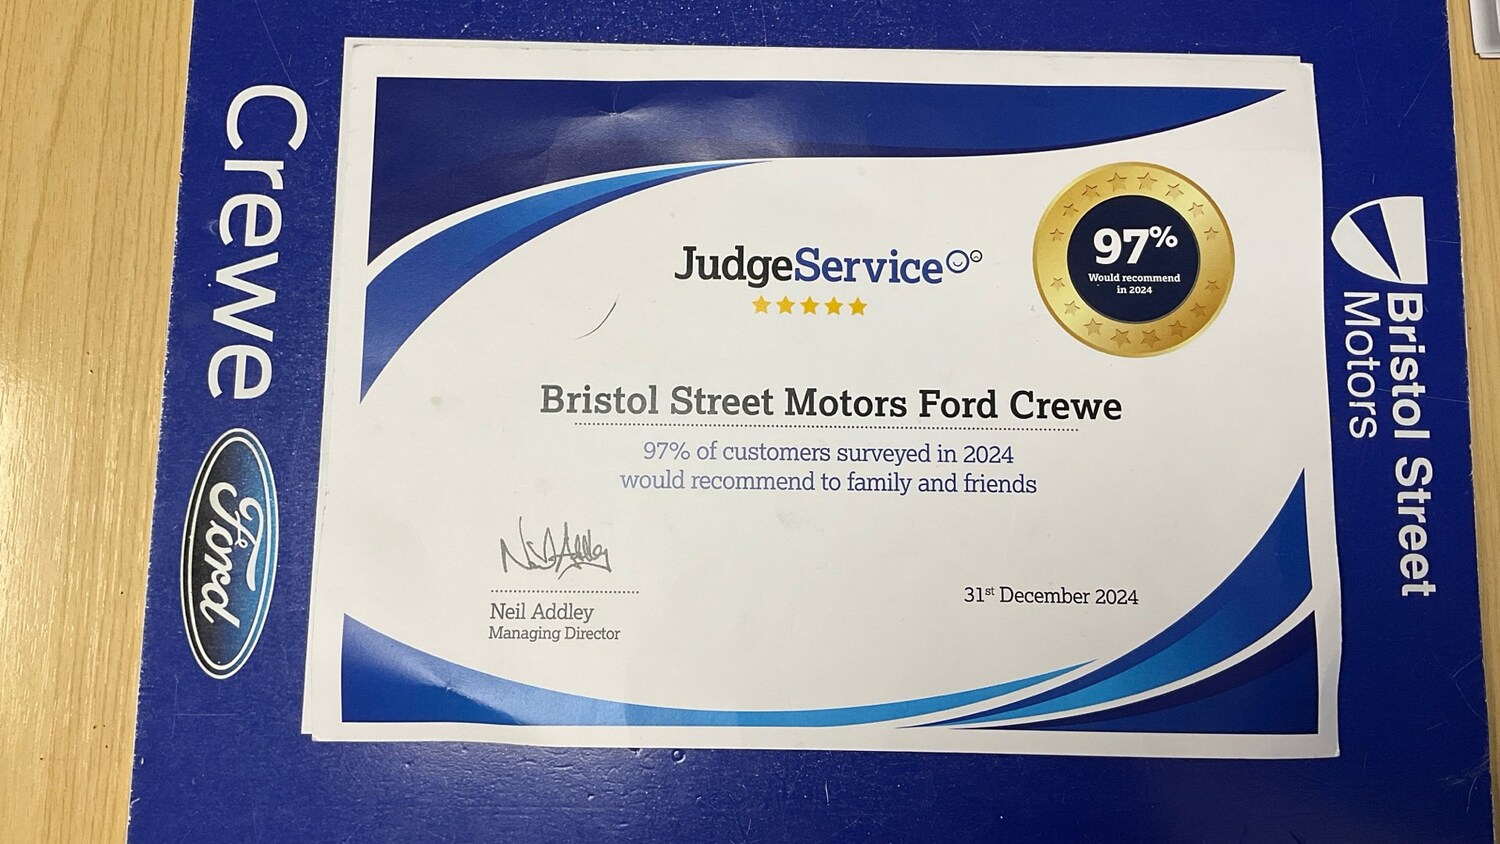 Crewe
Ford
JudgeService
97%
Would recommend
in 2024
Bristol Street Motors Ford Crewe
97% of customers surveyed in 2024
would recommend to family and friends
Neil Addley
Managing Director
31st December 2024
Bristol Street
Motors